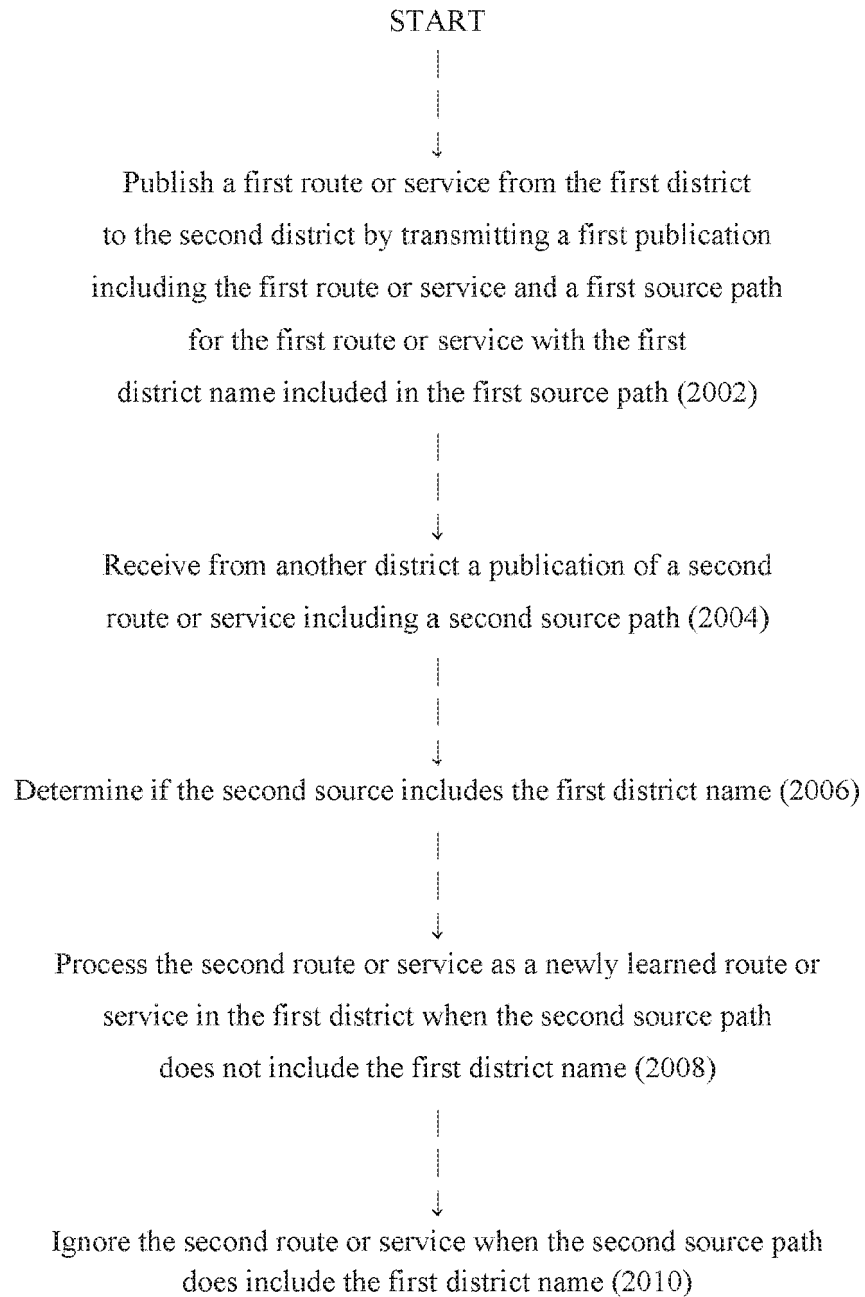 START
Publish a first route or service from the first district
to the second district by transmitting a first publication
including the first route or service and a first source path
for the first route or service with the first
district name included in the first source path (2002)
Receive from another district a publication of a second
route or service including a second source path (2004)
Determine if the second source includes the first district name (2006)
Process the second route or service as a newly learned route or
service in the first district when the second source path
does not include the first district name (2008)
Ignore the second route or service when the second source path
does include the first district name (2010)